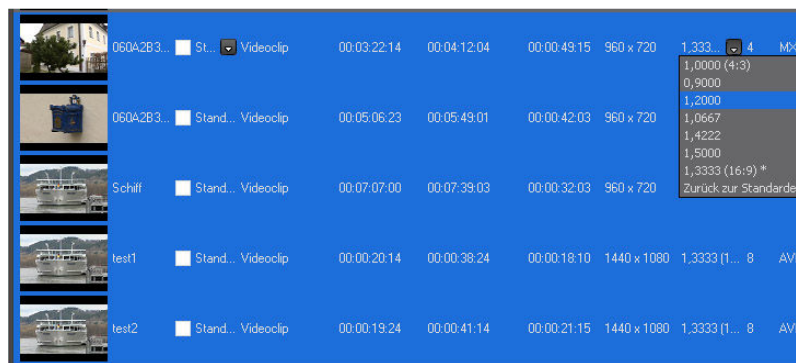 060A2B3... St... Videoclip 00:03:22:14 00:04:12:04 00:00:49:15 960 x 720 1,333... 4 MX
1,0000 (4:3)
0,9000
1,2000
1,0667
1,4222
1,5000
1,3333 (16:9) *
Zurück zur Standarde
060A2B3... Stand... Videoclip 00:05:06:23 00:05:49:01 00:00:42:03 960 x 720
Schiff Stand... Videoclip 00:07:07:00 00:07:39:03 00:00:32:03 960 x 720
test1 Stand... Videoclip 00:00:20:14 00:00:38:24 00:00:18:10 1440 x 1080 1,3333 (1... 8 AVI
test2 Stand... Videoclip 00:00:19:24 00:00:41:14 00:00:21:15 1440 x 1080 1,3333 (1... 8 AVI